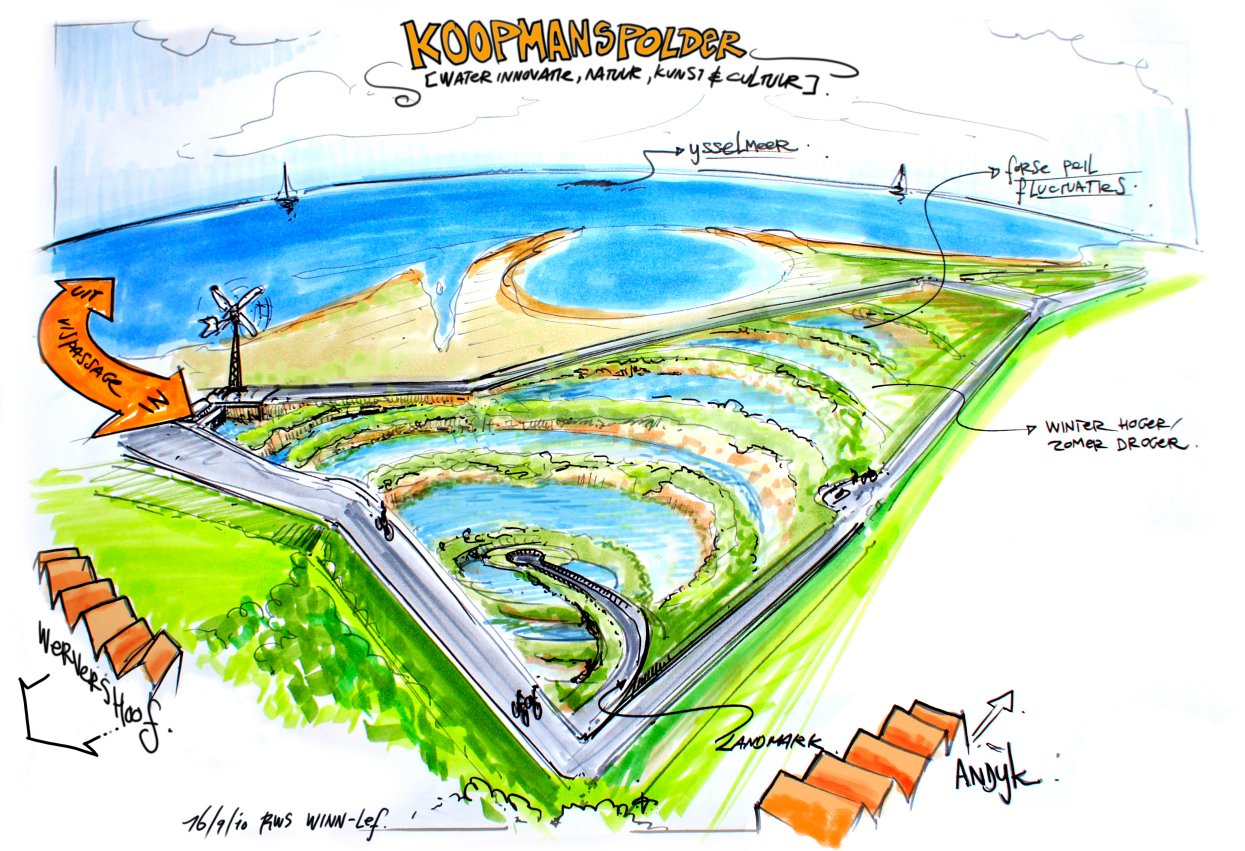 KOOPMANSPOLDER
[WATER INNOVATIE, NATUUR, KUNST & CULTUUR].
YSSELMEER.
forse peil
fluctuaties.
UIT
VISPASSAGE
IN
WINTER HOGER/
ZOMER DROGER.
WERVERSHOOF.
LANDMARK.
ANDYK.
16/9/10 RWS WINN-Lef.